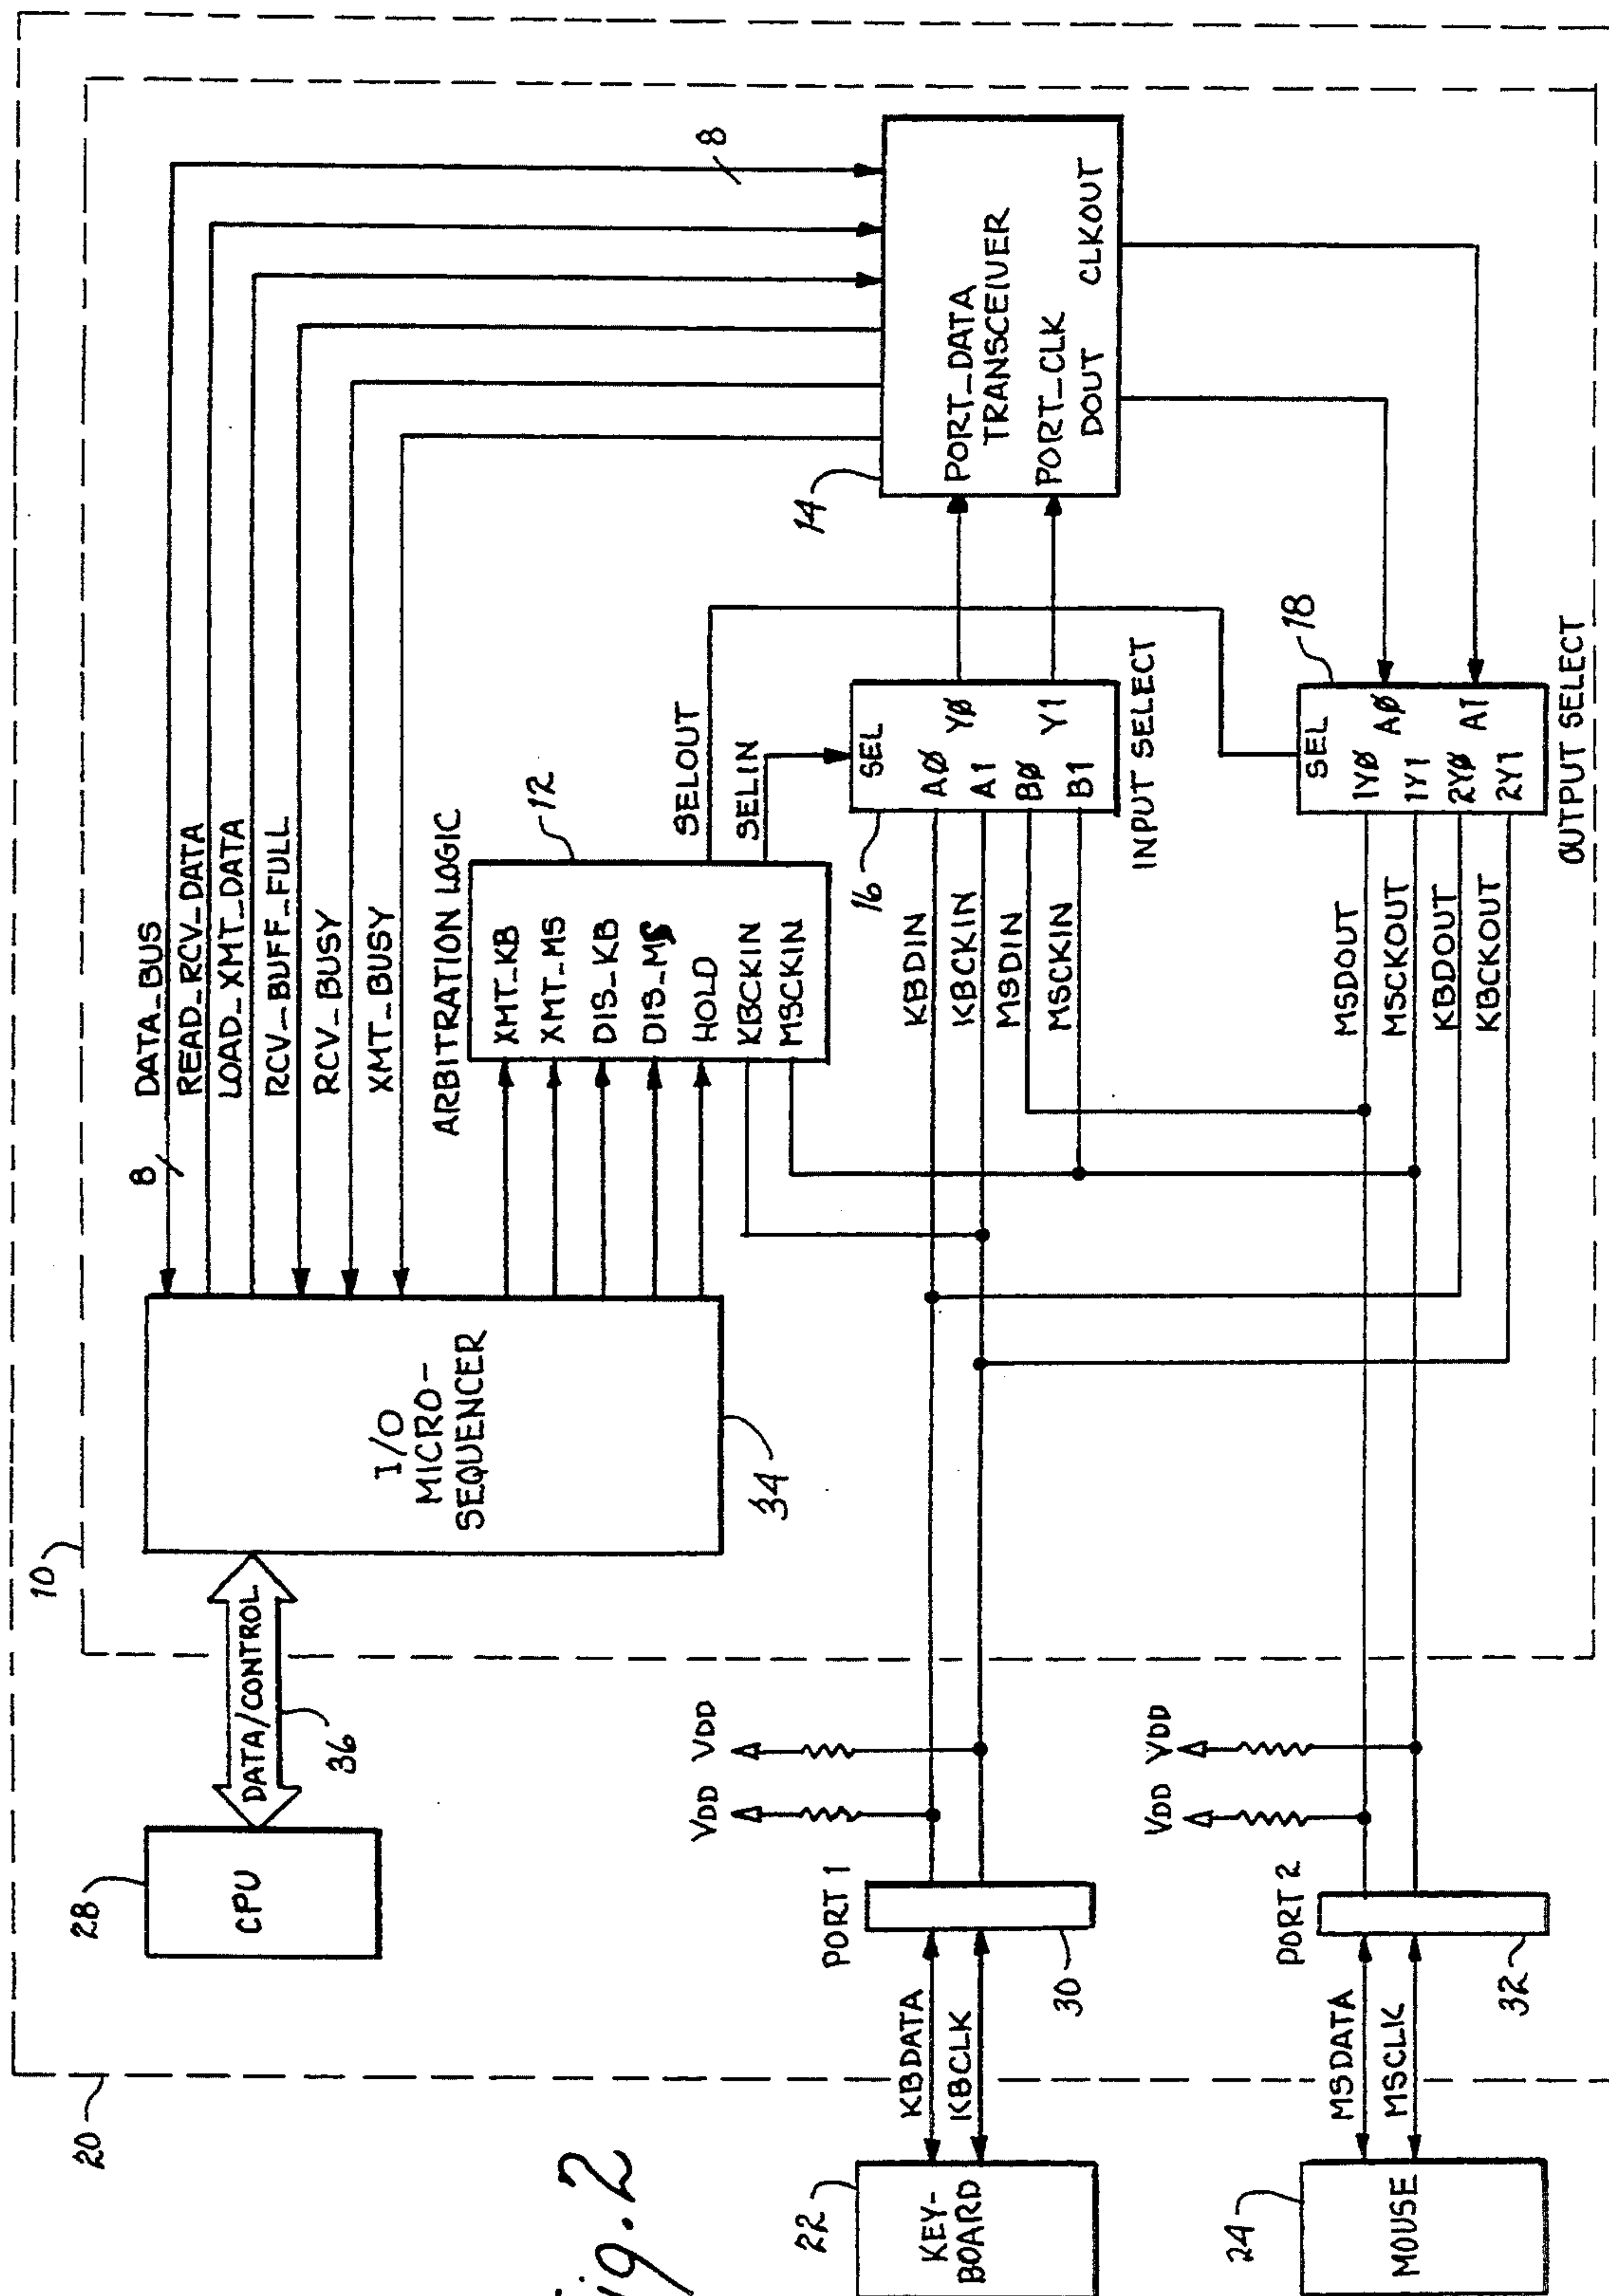 Fig. 2
20
10
28
CPU
DATA/CONTROL
36
I/O
MICRO-
SEQUENCER
34
8
DATA_BUS
READ_RCV_DATA
LOAD_XMT_DATA
RCV_BUFF_FULL
RCV_BUSY
XMT_BUSY
8
ARBITRATION LOGIC
12
XMT_KB
XMT_MS
DIS_KB
DIS_MS
HOLD
KBCKIN
MSCKIN
SELOUT
SELIN
14
PORT_DATA
TRANSCEIVER
PORT_CLK
DOUT CLKOUT
22
KEY-
BOARD
KBDATA
KBCLK
PORT 1
30
VDD VDD
KBDIN
KBCKIN
MSDIN
MSCKIN
16
SEL
AØ
A1
BØ
B1
YØ
Y1
INPUT SELECT
24
MOUSE
MSDATA
MSCLK
PORT 2
32
VDD VDD
MSDOUT
MSCKOUT
KBDOUT
KBCKOUT
18
SEL
1YØ
1Y1
2YØ
2Y1
AØ
A1
OUTPUT SELECT